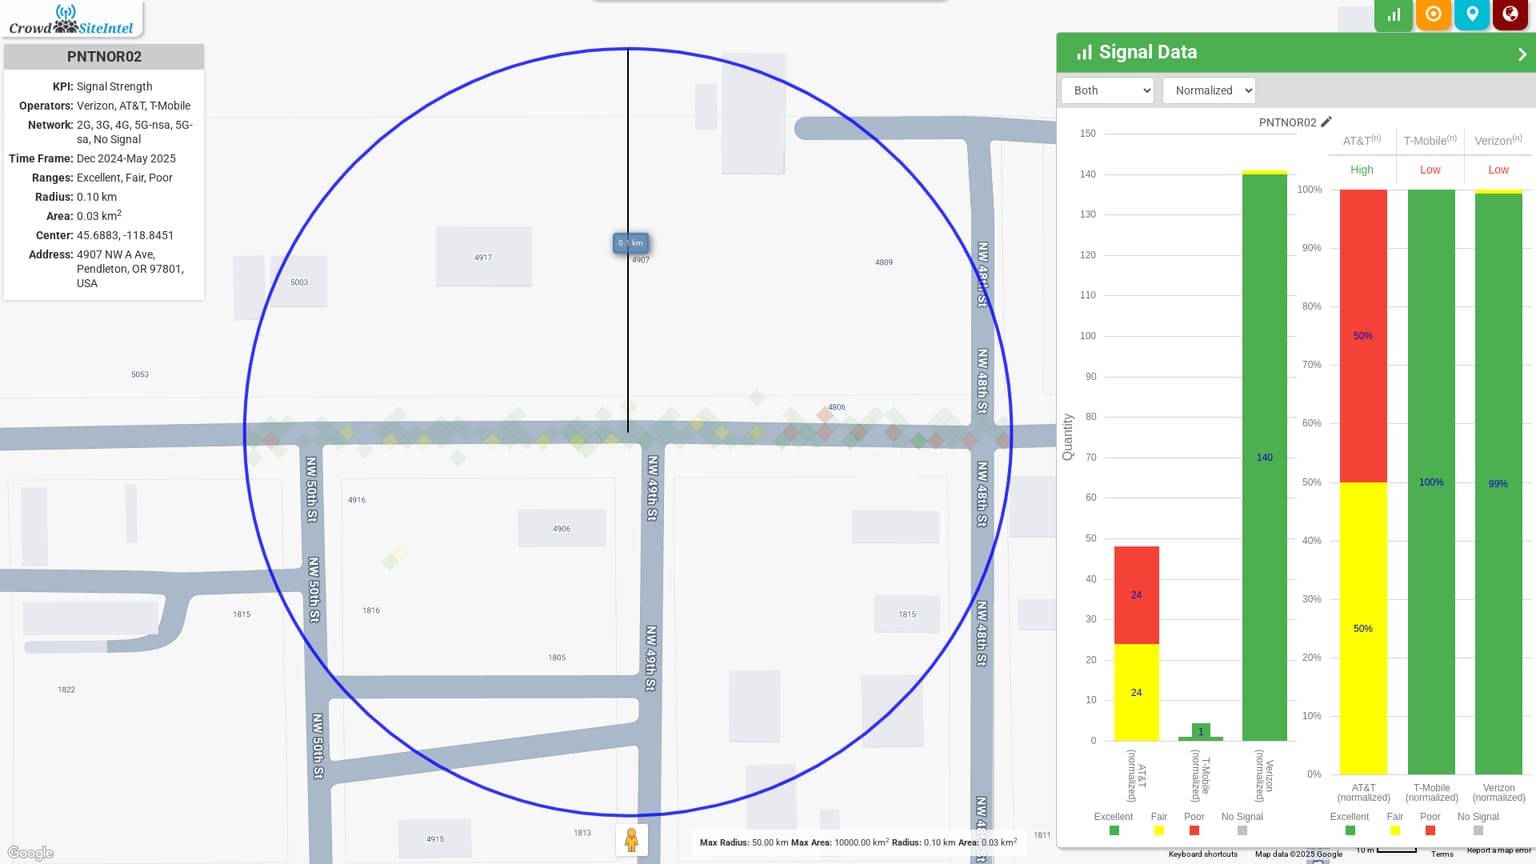 Crowd SiteIntel
PNTNOR02
KPI: Signal Strength
Operators: Verizon, AT&T, T-Mobile
Network: 2G, 3G, 4G, 5G-nsa, 5G-
sa, No Signal
Time Frame: Dec 2024-May 2025
Ranges: Excellent, Fair, Poor
Radius: 0.10 km
Area: 0.03 km²
Center: 45.6883, -118.8451
Address: 4907 NW A Ave,
Pendleton, OR 97801,
USA
0.1 km
4907
4917
5003
4809
5053
4806
4916
4906
1816
1815
1805
1815
1822
4915
1813
1811
NW 48th St
NW 48th St
NW 48th St
NW 48th St
NW 50th St
NW 50th St
NW 50th St
NW 49th St
NW 49th St
Google
Max Radius: 50.00 km Max Area: 10000.00 km² Radius: 0.10 km Area: 0.03 km²
Keyboard shortcuts
Map data ©2025 Google
10 m
Terms
Report a map error
Signal Data
Both
Normalized
PNTNOR02
Quantity
150
140
130
120
110
100
90
80
70
60
50
40
30
20
10
0
24
24
1
140
AT&T
(normalized)
T-Mobile
(normalized)
Verizon
(normalized)
Excellent
Fair
Poor
No Signal
AT&T(n)
T-Mobile(n)
Verizon(n)
High
Low
Low
100%
90%
80%
70%
60%
50%
40%
30%
20%
10%
0%
50%
50%
100%
99%
AT&T
(normalized)
T-Mobile
(normalized)
Verizon
(normalized)
Excellent
Fair
Poor
No Signal